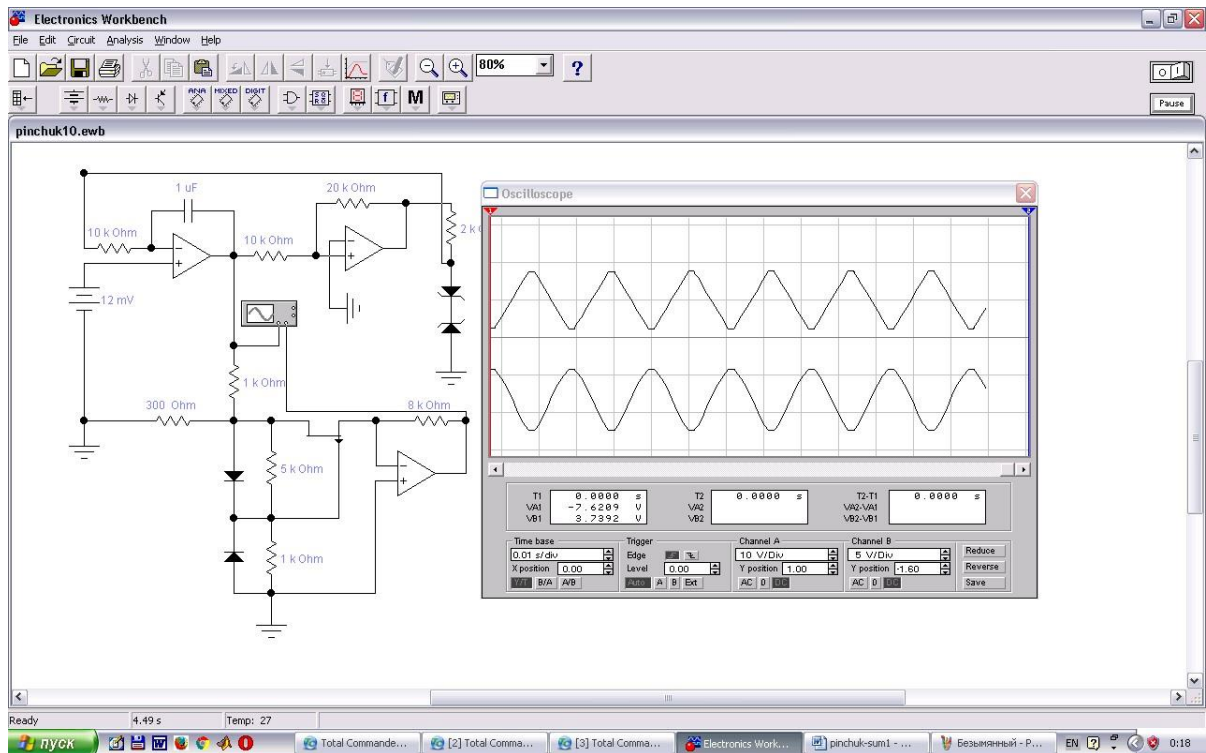 Electronics Workbench
File Edit Circuit Analysis Window Help
80%
?
ANA MIXED DIGIT
M
Pause
pinchuk10.ewb
1 uF
20 k Ohm
10 k Ohm
10 k Ohm
2 k
12 mV
1 k Ohm
300 Ohm
8 k Ohm
5 k Ohm
1 k Ohm
Oscilloscope
T1 0.0000 s T2 0.0000 s T2-T1 0.0000 s
VA1 -7.6209 V VA2 VA2-VA1
VB1 3.7392 V VB2 VB2-VB1
Time base Trigger Channel A Channel B
0.01 s/div Edge 10 V/Div 5 V/Div Reduce
X position 0.00 Level 0.00 Y position 1.00 Y position -1.60 Reverse
Y/T B/A A/B Auto A B Ext AC 0 DC AC 0 DC Save
Ready 4.49 s Temp: 27
пуск Total Commande... [2] Total Comma... [3] Total Comma... Electronics Work... pinchuk-sum1 - ... Безымянный - P... EN 0:18